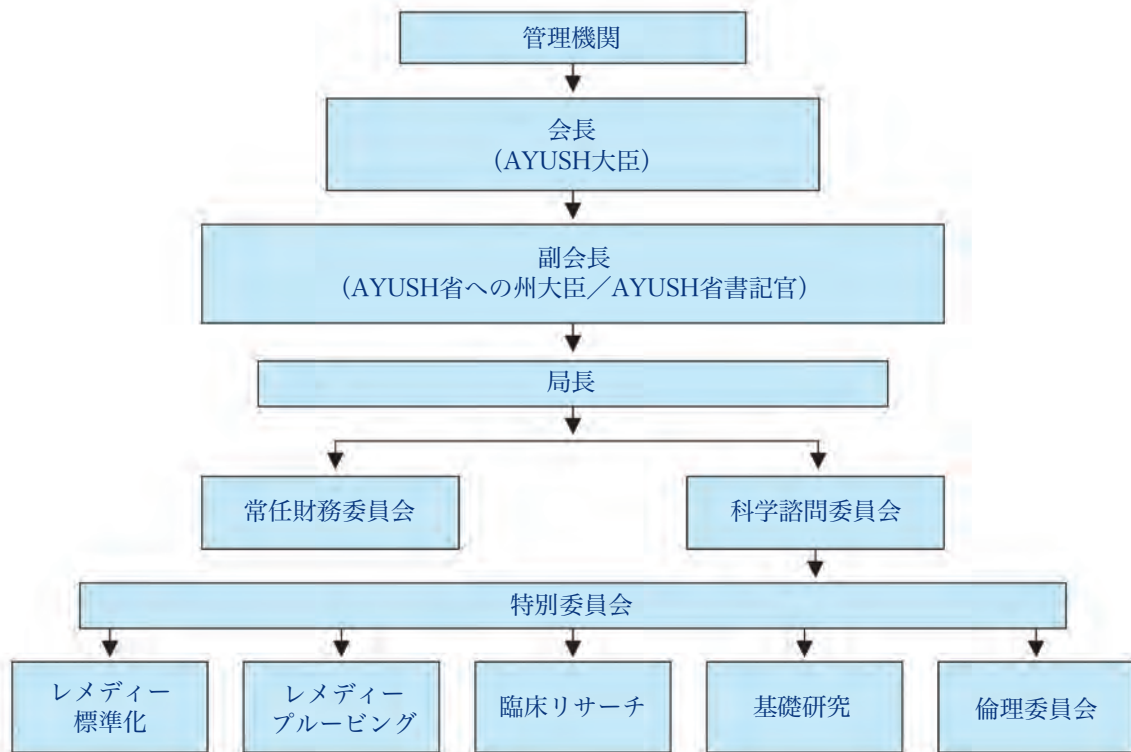 管理機関
会長
（AYUSH大臣）
副会長
（AYUSH省への州大臣／AYUSH省書記官）
局長
常任財務委員会
科学諮問委員会
特別委員会
レメディー
標準化
レメディー
プルービング
臨床リサーチ
基礎研究
倫理委員会